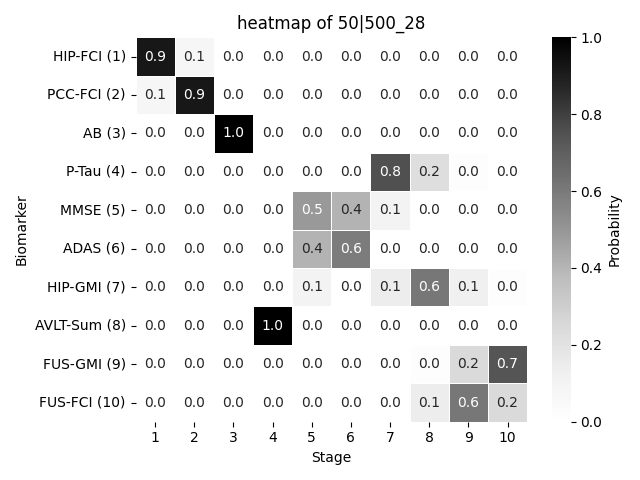 heatmap of 50|500_28
Biomarker
HIP-FCI (1) 0.9 0.1 0.0 0.0 0.0 0.0 0.0 0.0 0.0 0.0
PCC-FCI (2) 0.1 0.9 0.0 0.0 0.0 0.0 0.0 0.0 0.0 0.0
AB (3) 0.0 0.0 1.0 0.0 0.0 0.0 0.0 0.0 0.0 0.0
P-Tau (4) 0.0 0.0 0.0 0.0 0.0 0.0 0.8 0.2 0.0 0.0
MMSE (5) 0.0 0.0 0.0 0.0 0.5 0.4 0.1 0.0 0.0 0.0
ADAS (6) 0.0 0.0 0.0 0.0 0.4 0.6 0.0 0.0 0.0 0.0
HIP-GMI (7) 0.0 0.0 0.0 0.0 0.1 0.0 0.1 0.6 0.1 0.0
AVLT-Sum (8) 0.0 0.0 0.0 1.0 0.0 0.0 0.0 0.0 0.0 0.0
FUS-GMI (9) 0.0 0.0 0.0 0.0 0.0 0.0 0.0 0.0 0.2 0.7
FUS-FCI (10) 0.0 0.0 0.0 0.0 0.0 0.0 0.0 0.1 0.6 0.2
1 2 3 4 5 6 7 8 9 10
Stage
1.0
0.8
0.6
0.4
0.2
0.0
Probability